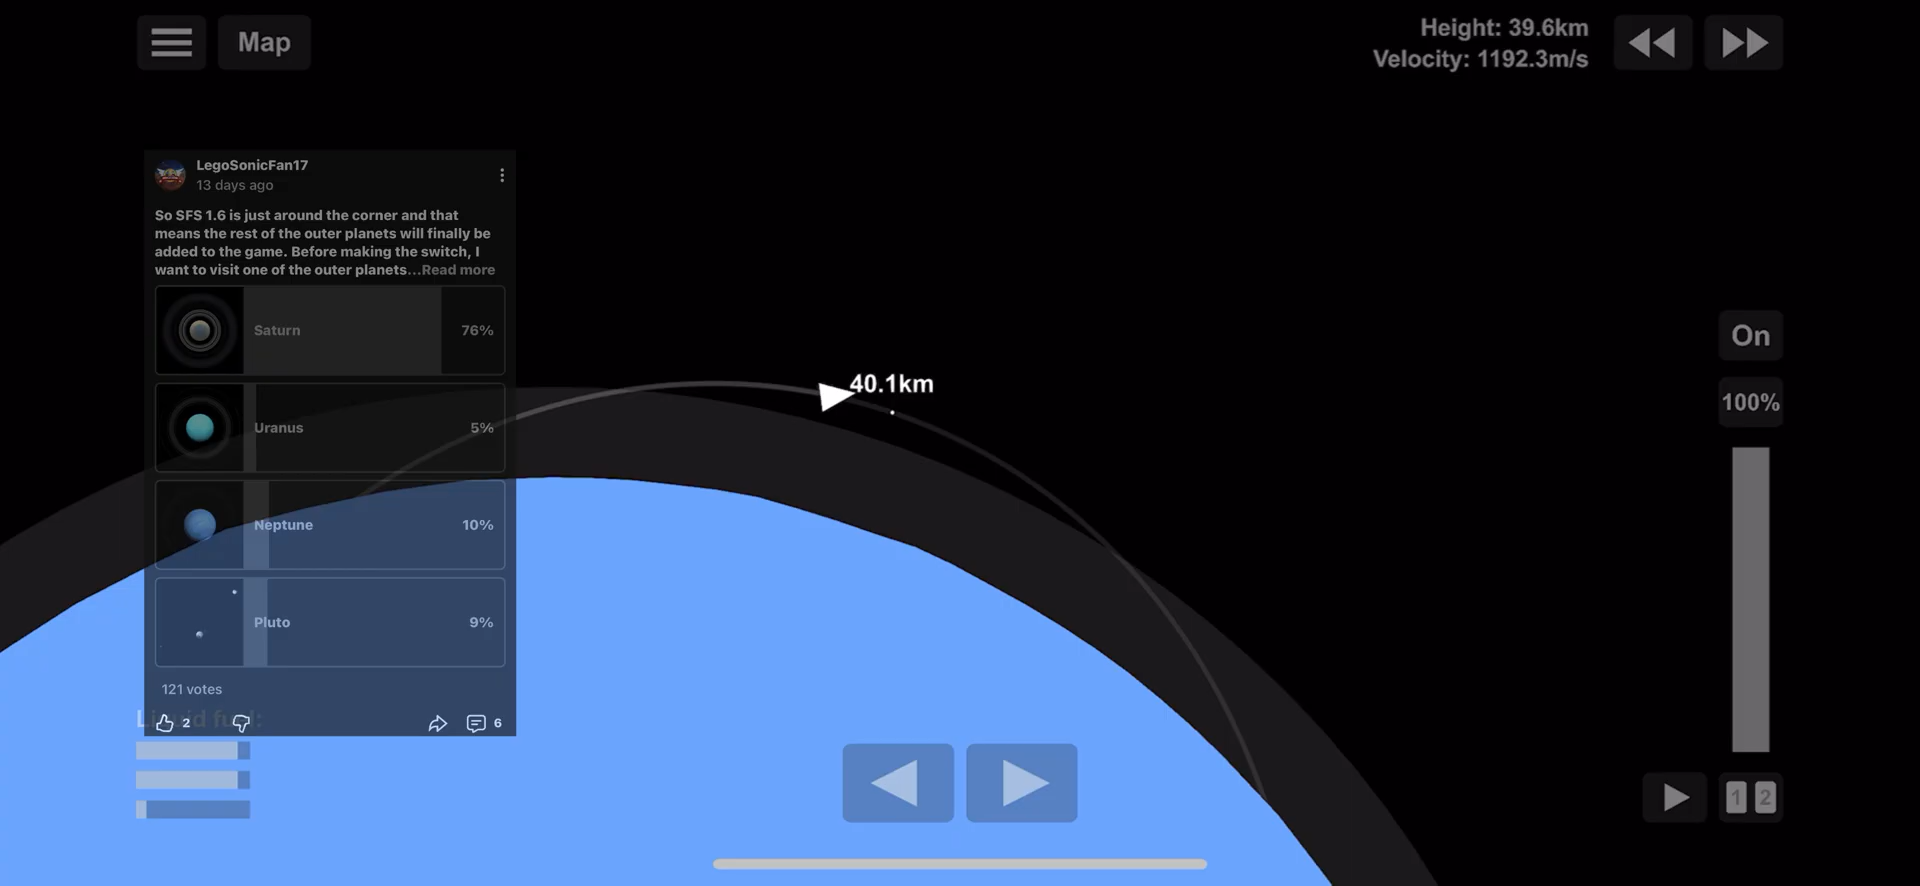 Map
Height: 39.6km
Velocity: 1192.3m/s
LegoSonicFan17
13 days ago
So SFS 1.6 is just around the corner and that
means the rest of the outer planets will finally be
added to the game. Before making the switch, I
want to visit one of the outer planets...Read more
Saturn 76%
Uranus 5%
Neptune 10%
Pluto 9%
121 votes
Liquid fuel:
2
6
40.1km
On
100%
1 2